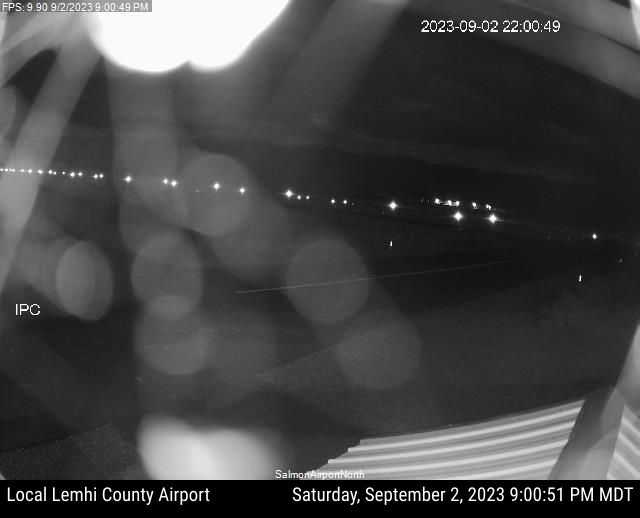 FPS: 9.90 9/2/2023 9:00:49 PM
2023-09-02 22:00:49
IPC
SalmonAirportNorth
Local Lemhi County Airport Saturday, September 2, 2023 9:00:51 PM MDT